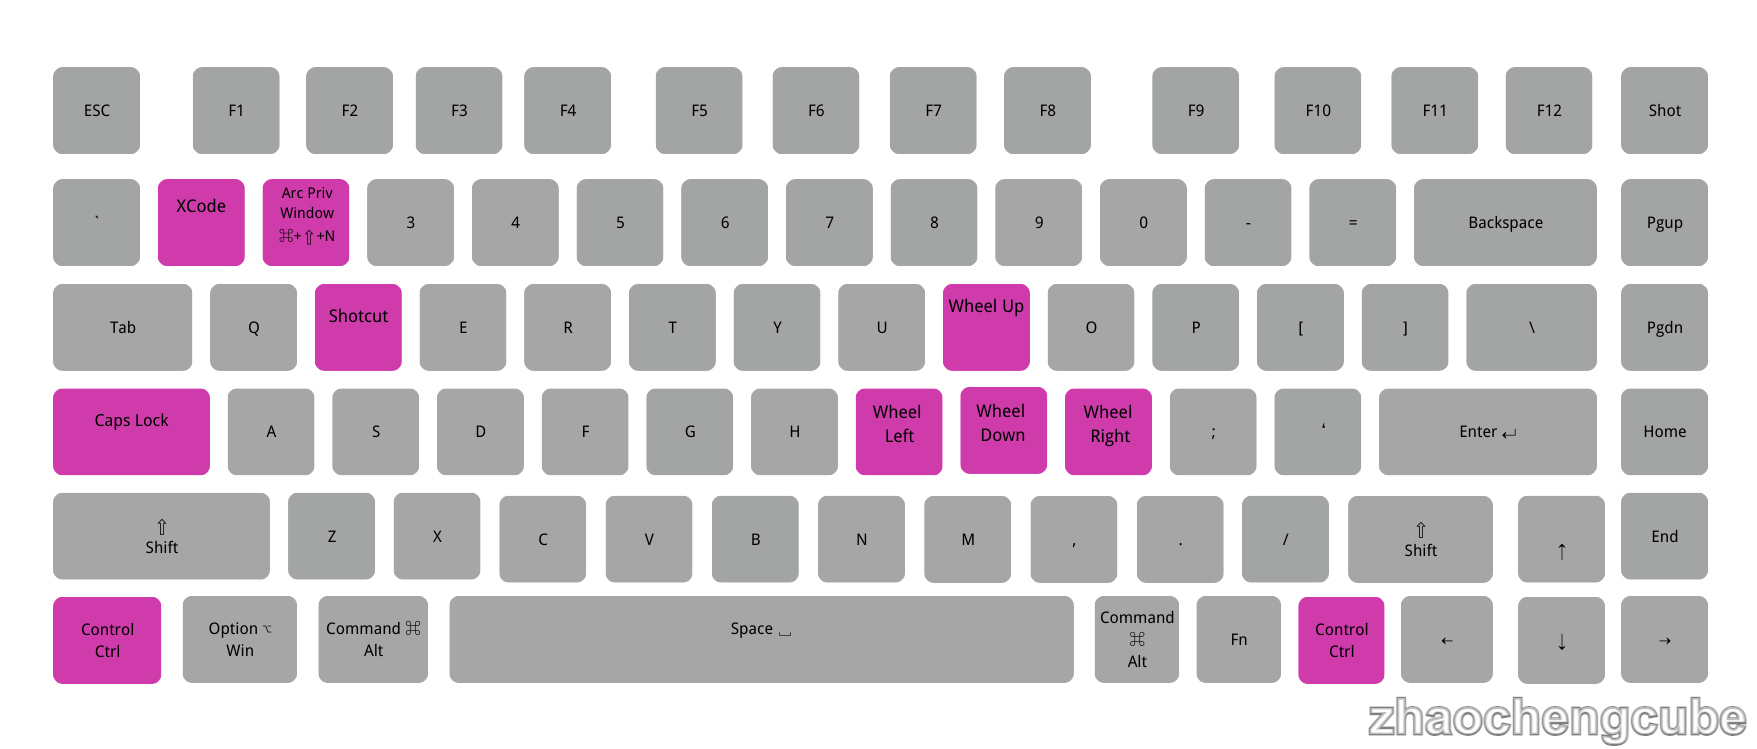 ESC F1 F2 F3 F4 F5 F6 F7 F8 F9 F10 F11 F12 Shot
` XCode Arc Priv
Window
⌘+⇧+N 3 4 5 6 7 8 9 0 - = Backspace Pgup
Tab Q Shotcut E R T Y U Wheel Up O P [ ] \ Pgdn
Caps Lock A S D F G H Wheel
Left Wheel
Down Wheel
Right ; ‘ Enter ↵ Home
⇧
Shift Z X C V B N M , . / ⇧
Shift ↑ End
Control
Ctrl Option ⌥
Win Command ⌘
Alt Space ⎵ Command
⌘
Alt Fn Control
Ctrl ← ↓ →
zhaochengcube